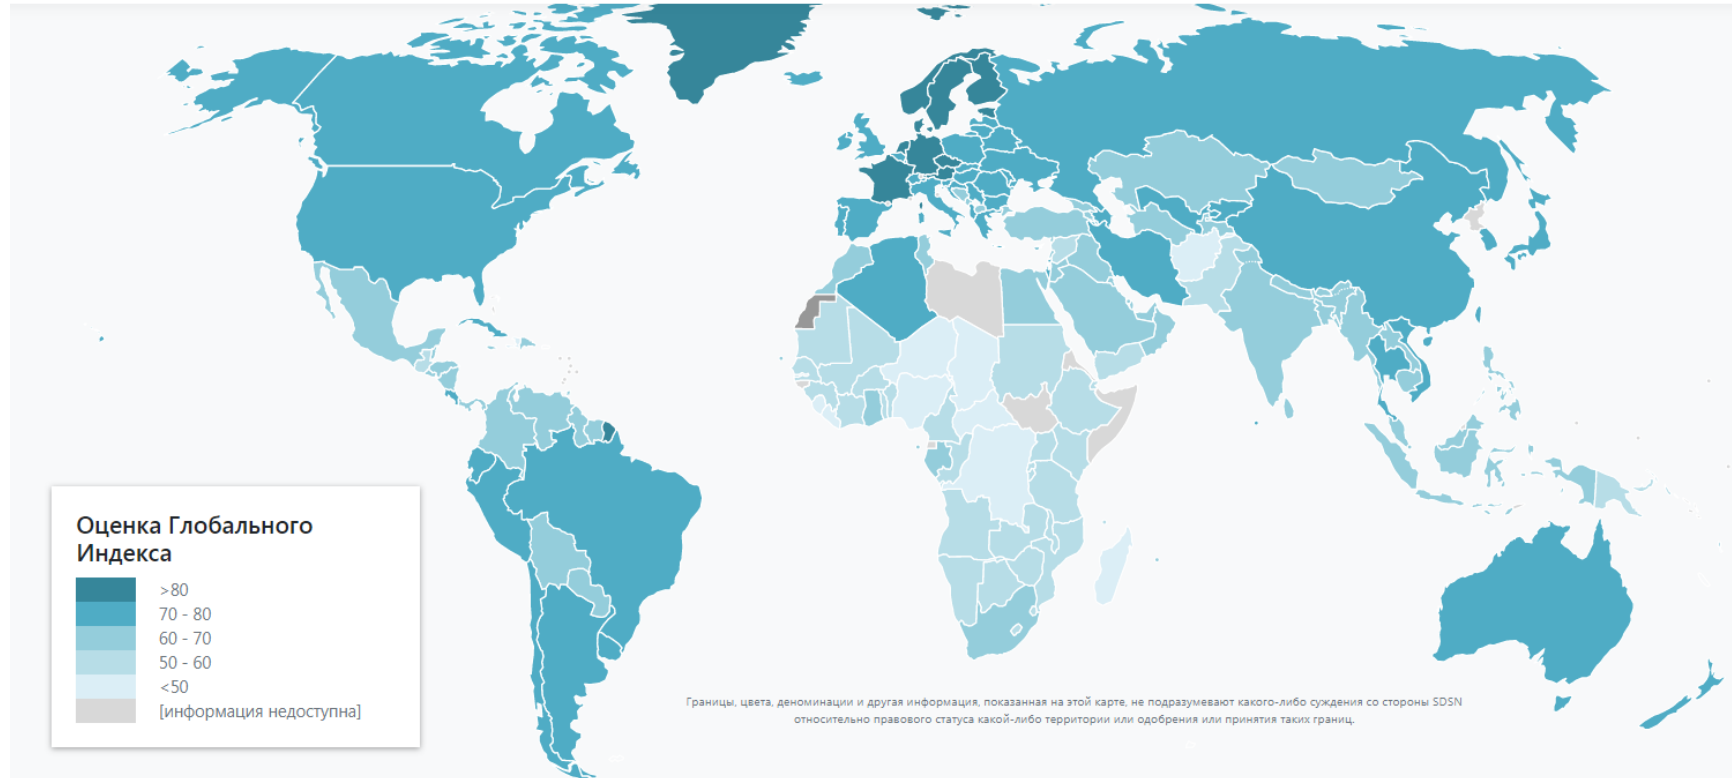 Оценка Глобального
Индекса
>80
70 - 80
60 - 70
50 - 60
<50
[информация недоступна]
Границы, цвета, деноминации и другая информация, показанная на этой карте, не подразумевают какого-либо суждения со стороны SDSN
относительно правового статуса какой-либо территории или одобрения или принятия таких границ.